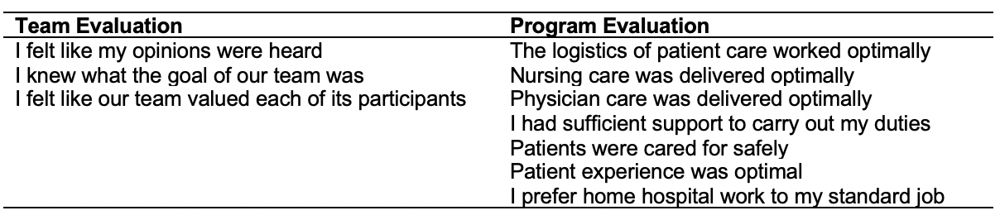 Team Evaluation Program Evaluation
I felt like my opinions were heard The logistics of patient care worked optimally
I knew what the goal of our team was Nursing care was delivered optimally
I felt like our team valued each of its participants Physician care was delivered optimally
I had sufficient support to carry out my duties
Patients were cared for safely
Patient experience was optimal
I prefer home hospital work to my standard job